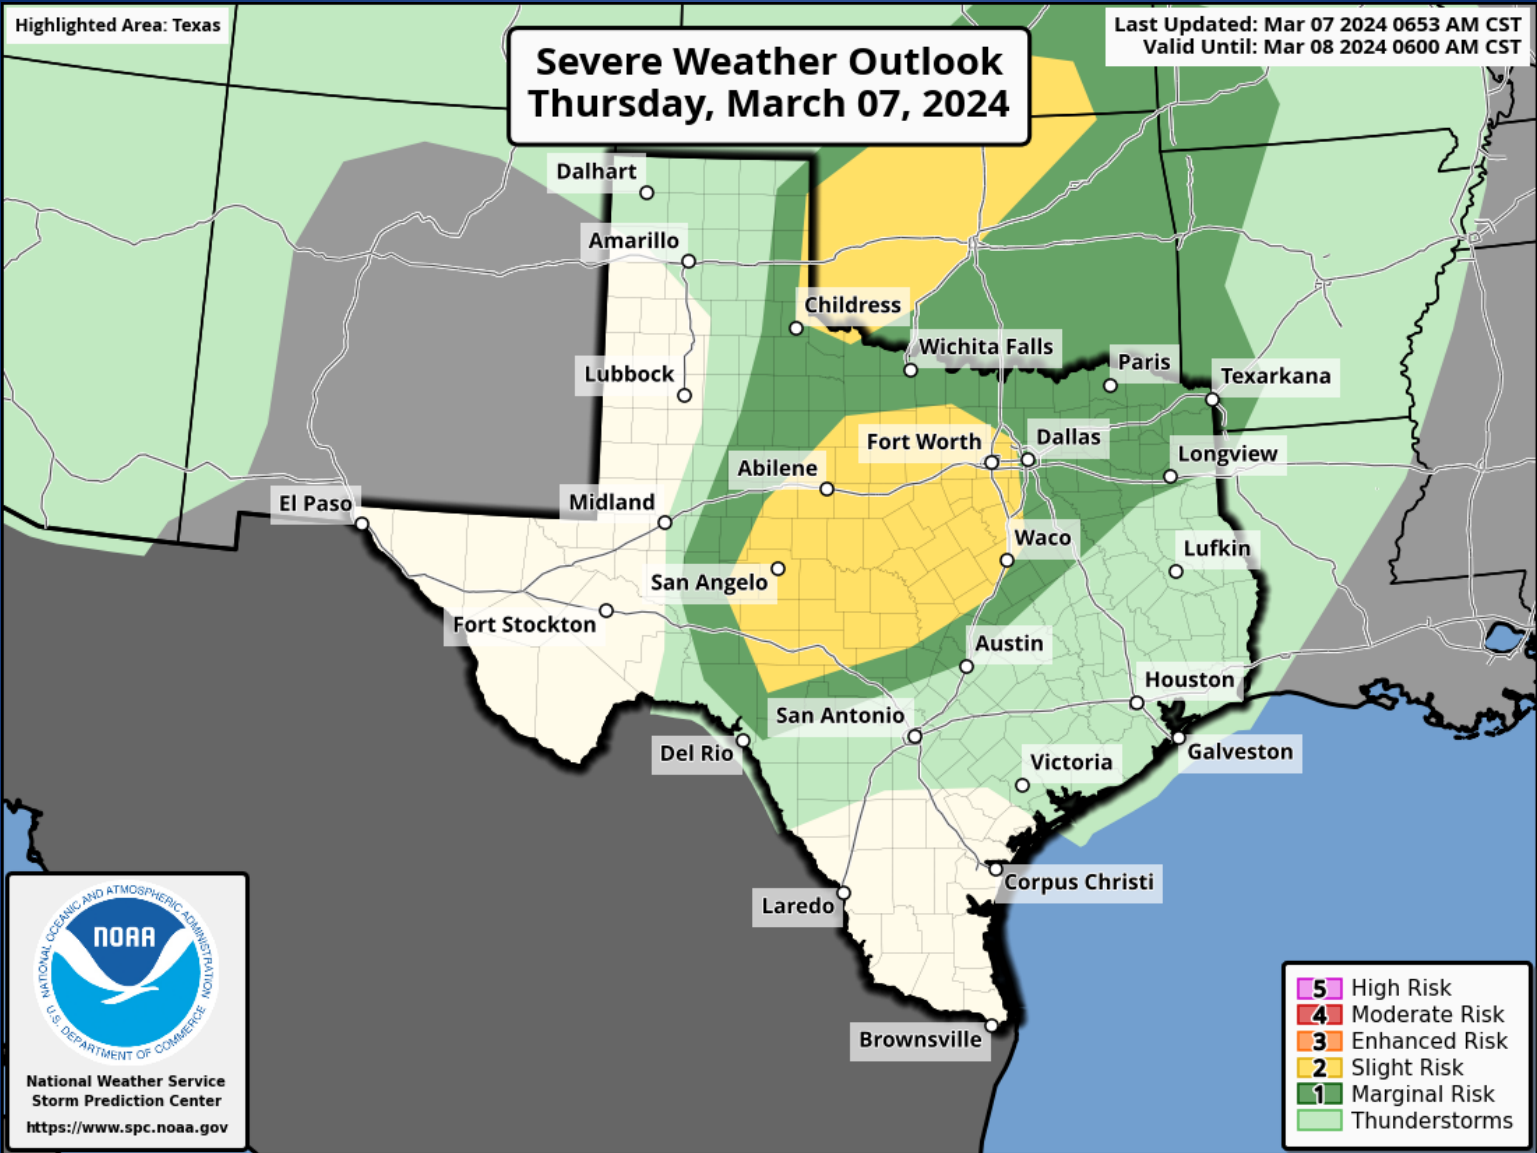 Highlighted Area: Texas
Last Updated: Mar 07 2024 0653 AM CST
Valid Until: Mar 08 2024 0600 AM CST
Severe Weather Outlook
Thursday, March 07, 2024
Dalhart
Amarillo
Childress
Wichita Falls
Paris
Lubbock
Texarkana
Fort Worth
Dallas
Longview
Abilene
El Paso
Midland
Waco
Lufkin
San Angelo
Fort Stockton
Austin
Houston
San Antonio
Del Rio
Galveston
Victoria
Corpus Christi
Laredo
Brownsville
NATIONAL OCEANIC AND ATMOSPHERIC ADMINISTRATION
NOAA
U.S. DEPARTMENT OF COMMERCE
National Weather Service
Storm Prediction Center
https://www.spc.noaa.gov
5 High Risk
4 Moderate Risk
3 Enhanced Risk
2 Slight Risk
1 Marginal Risk
Thunderstorms